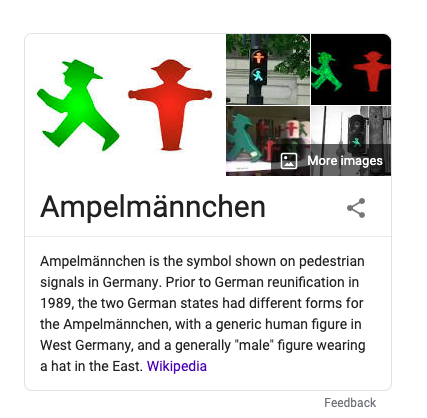 More images
Ampelmännchen
Ampelmännchen is the symbol shown on pedestrian
signals in Germany. Prior to German reunification in
1989, the two German states had different forms for
the Ampelmännchen, with a generic human figure in
West Germany, and a generally "male" figure wearing
a hat in the East. Wikipedia
Feedback